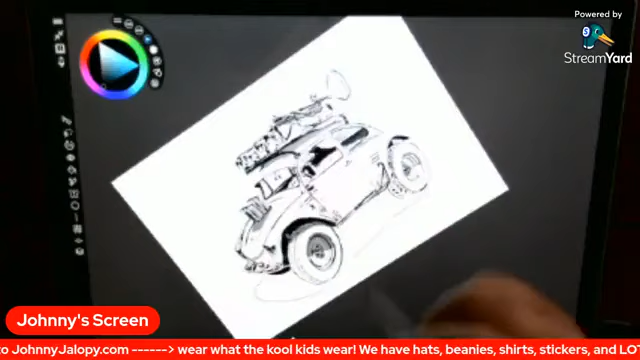 Powered by
S
StreamYard
Johnny's Screen
to JohnnyJalopy.com ------> wear what the kool kids wear! We have hats, beanies, shirts, stickers, and LOT